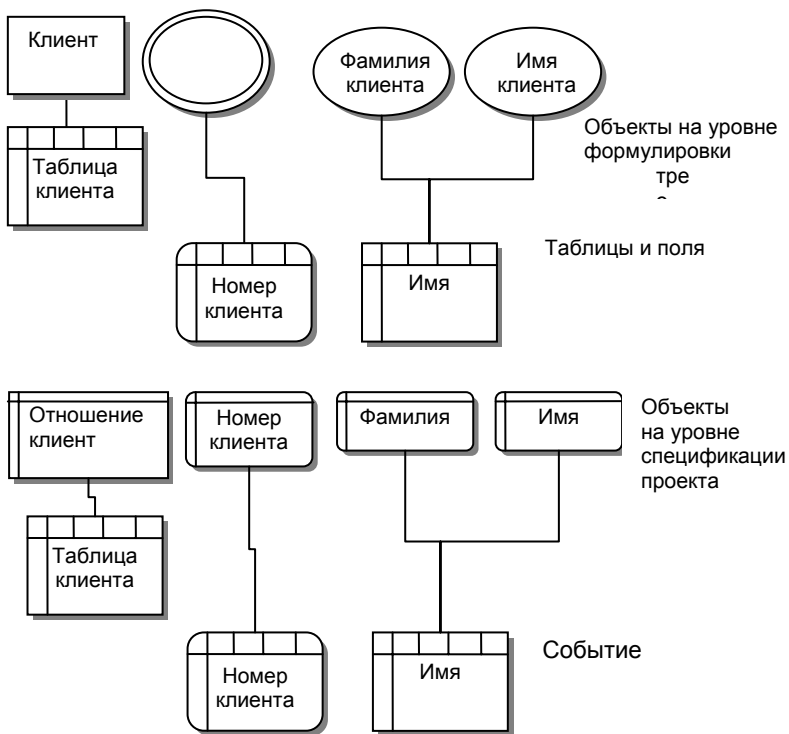 Клиент
Фамилия
клиента
Имя
клиента
Объекты на уровне
формулировки
тре
Таблица
клиента
Таблицы и поля
Номер
клиента
Имя
Отношение
клиент
Номер
клиента
Фамилия
Имя
Объекты
на уровне
спецификации
проекта
Таблица
клиента
Событие
Номер
клиента
Имя